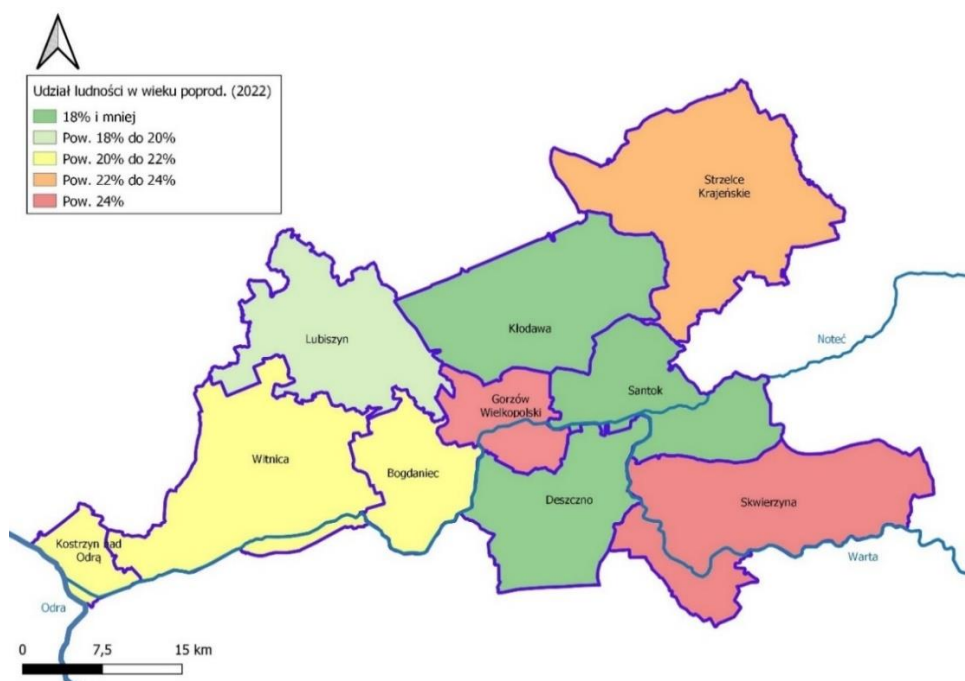 Udział ludności w wieku poprod. (2022)
18% i mniej
Pow. 18% do 20%
Pow. 20% do 22%
Pow. 22% do 24%
Pow. 24%
Strzelce
Krajeńskie
Kłodawa
Lubiszyn
Noteć
Santok
Gorzów
Wielkopolski
Witnica
Bogdaniec
Deszczno
Skwierzyna
Kostrzyn nad
Odrą
Warta
Odra
0 7,5 15 km